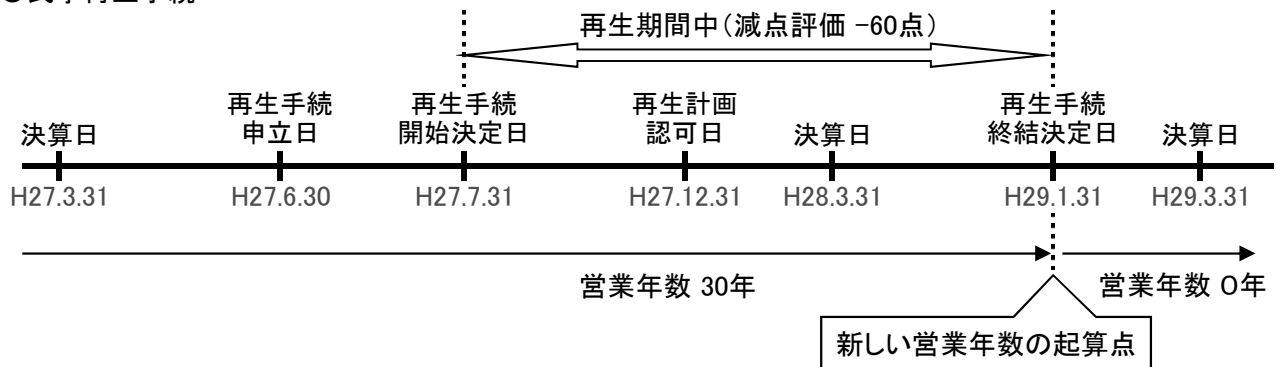 再生期間中(減点評価 -60点)
決算日
再生手続
申立日
再生手続
開始決定日
再生計画
認可日
決算日
再生手続
終結決定日
決算日
H27.3.31
H27.6.30
H27.7.31
H27.12.31
H28.3.31
H29.1.31
H29.3.31
営業年数 30年
営業年数 0年
新しい営業年数の起算点